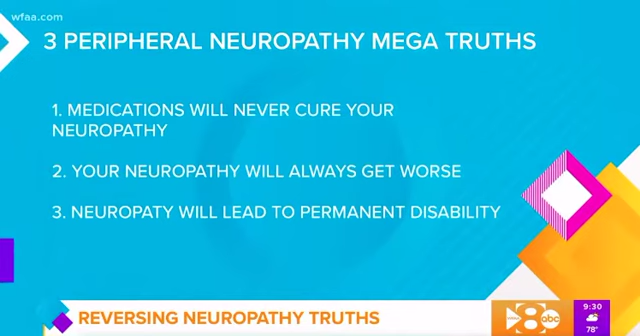 wfaa.com
3 PERIPHERAL NEUROPATHY MEGA TRUTHS
1. MEDICATIONS WILL NEVER CURE YOUR
NEUROPATHY
2. YOUR NEUROPATHY WILL ALWAYS GET WORSE
3. NEUROPATY WILL LEAD TO PERMANENT DISABILITY
REVERSING NEUROPATHY TRUTHS
8 abc
9:30
78°